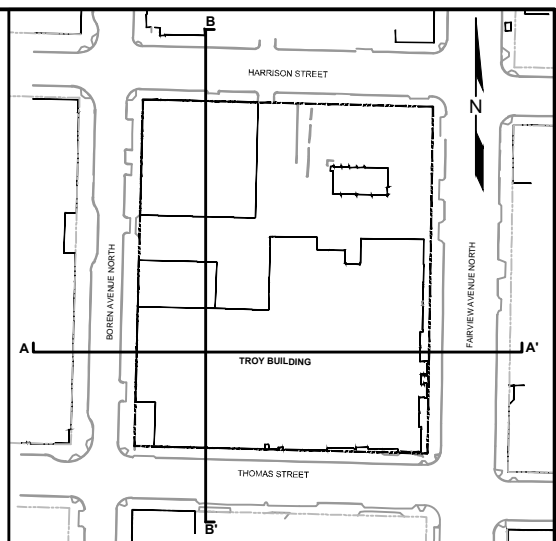 B
HARRISON STREET
N
BOREN AVENUE NORTH
FAIRVIEW AVENUE NORTH
A
A'
TROY BUILDING
THOMAS STREET
B'